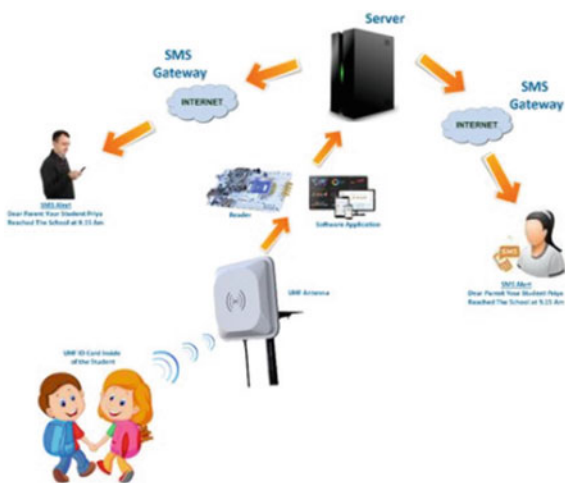 Server
SMS
Gateway
INTERNET
SMS
Gateway
INTERNET
SMS Alert
Dear Parent Your Student Priya
Reached The School at 9.15 Am
Reader
Software Application
SMS
SMS Alert
Dear Parent Your Student Priya
Reached The School at 9.15 Am
UHF Antenna
UHF ID Card Inside
of the Student